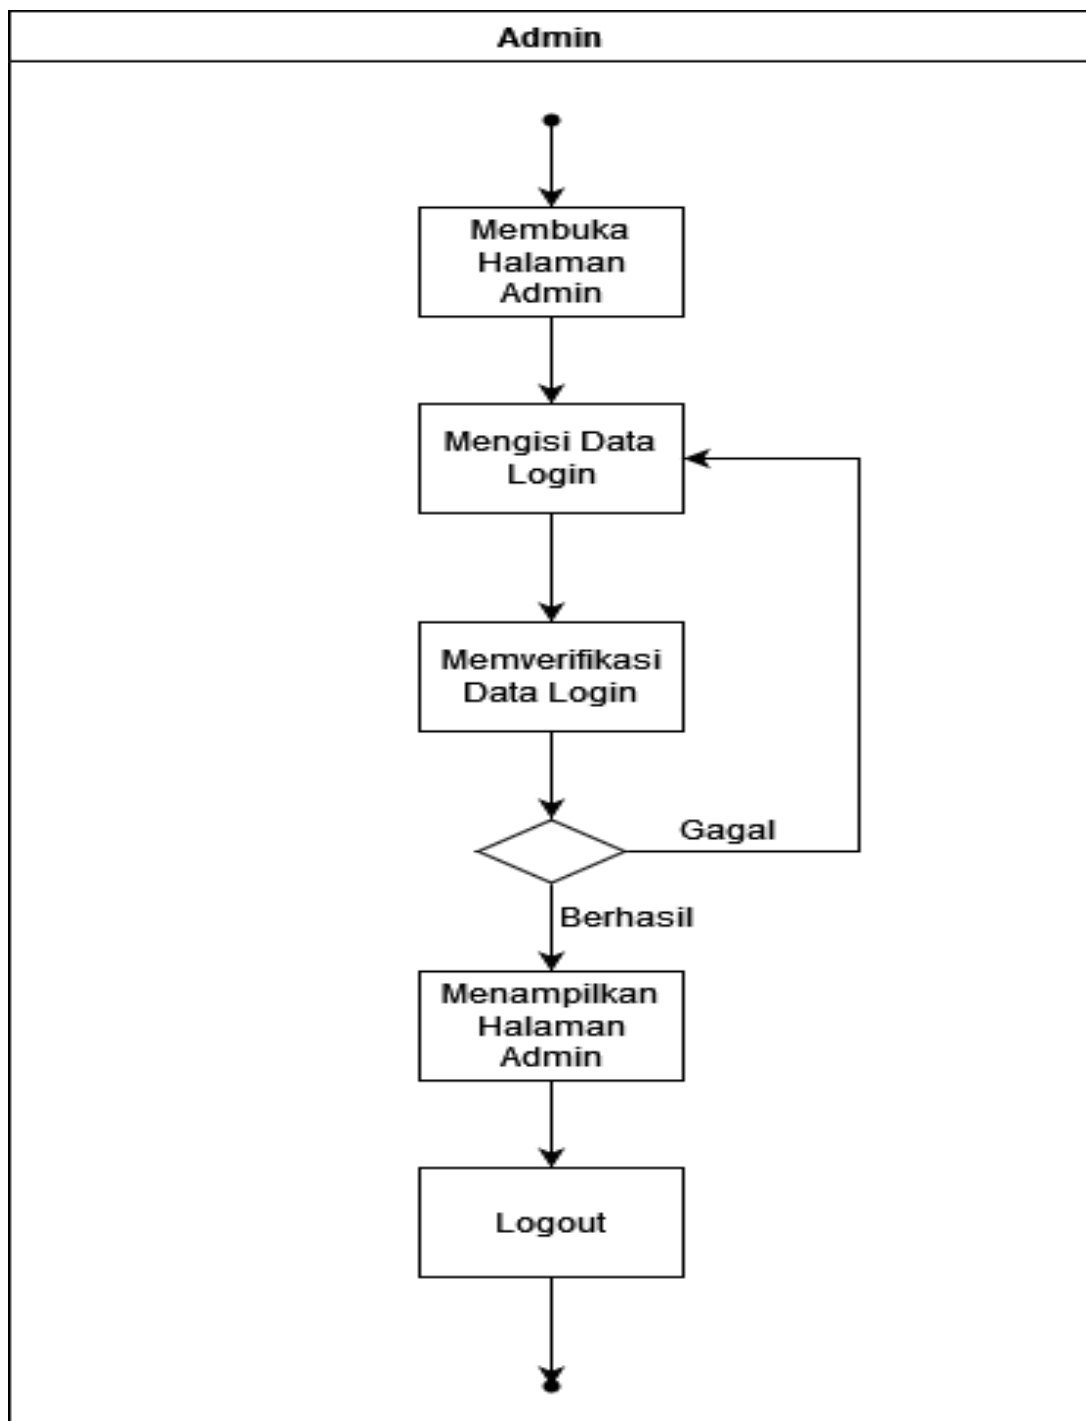 Admin
Membuka
Halaman
Admin
Mengisi Data
Login
Memverifikasi
Data Login
Gagal
Berhasil
Menampilkan
Halaman
Admin
Logout